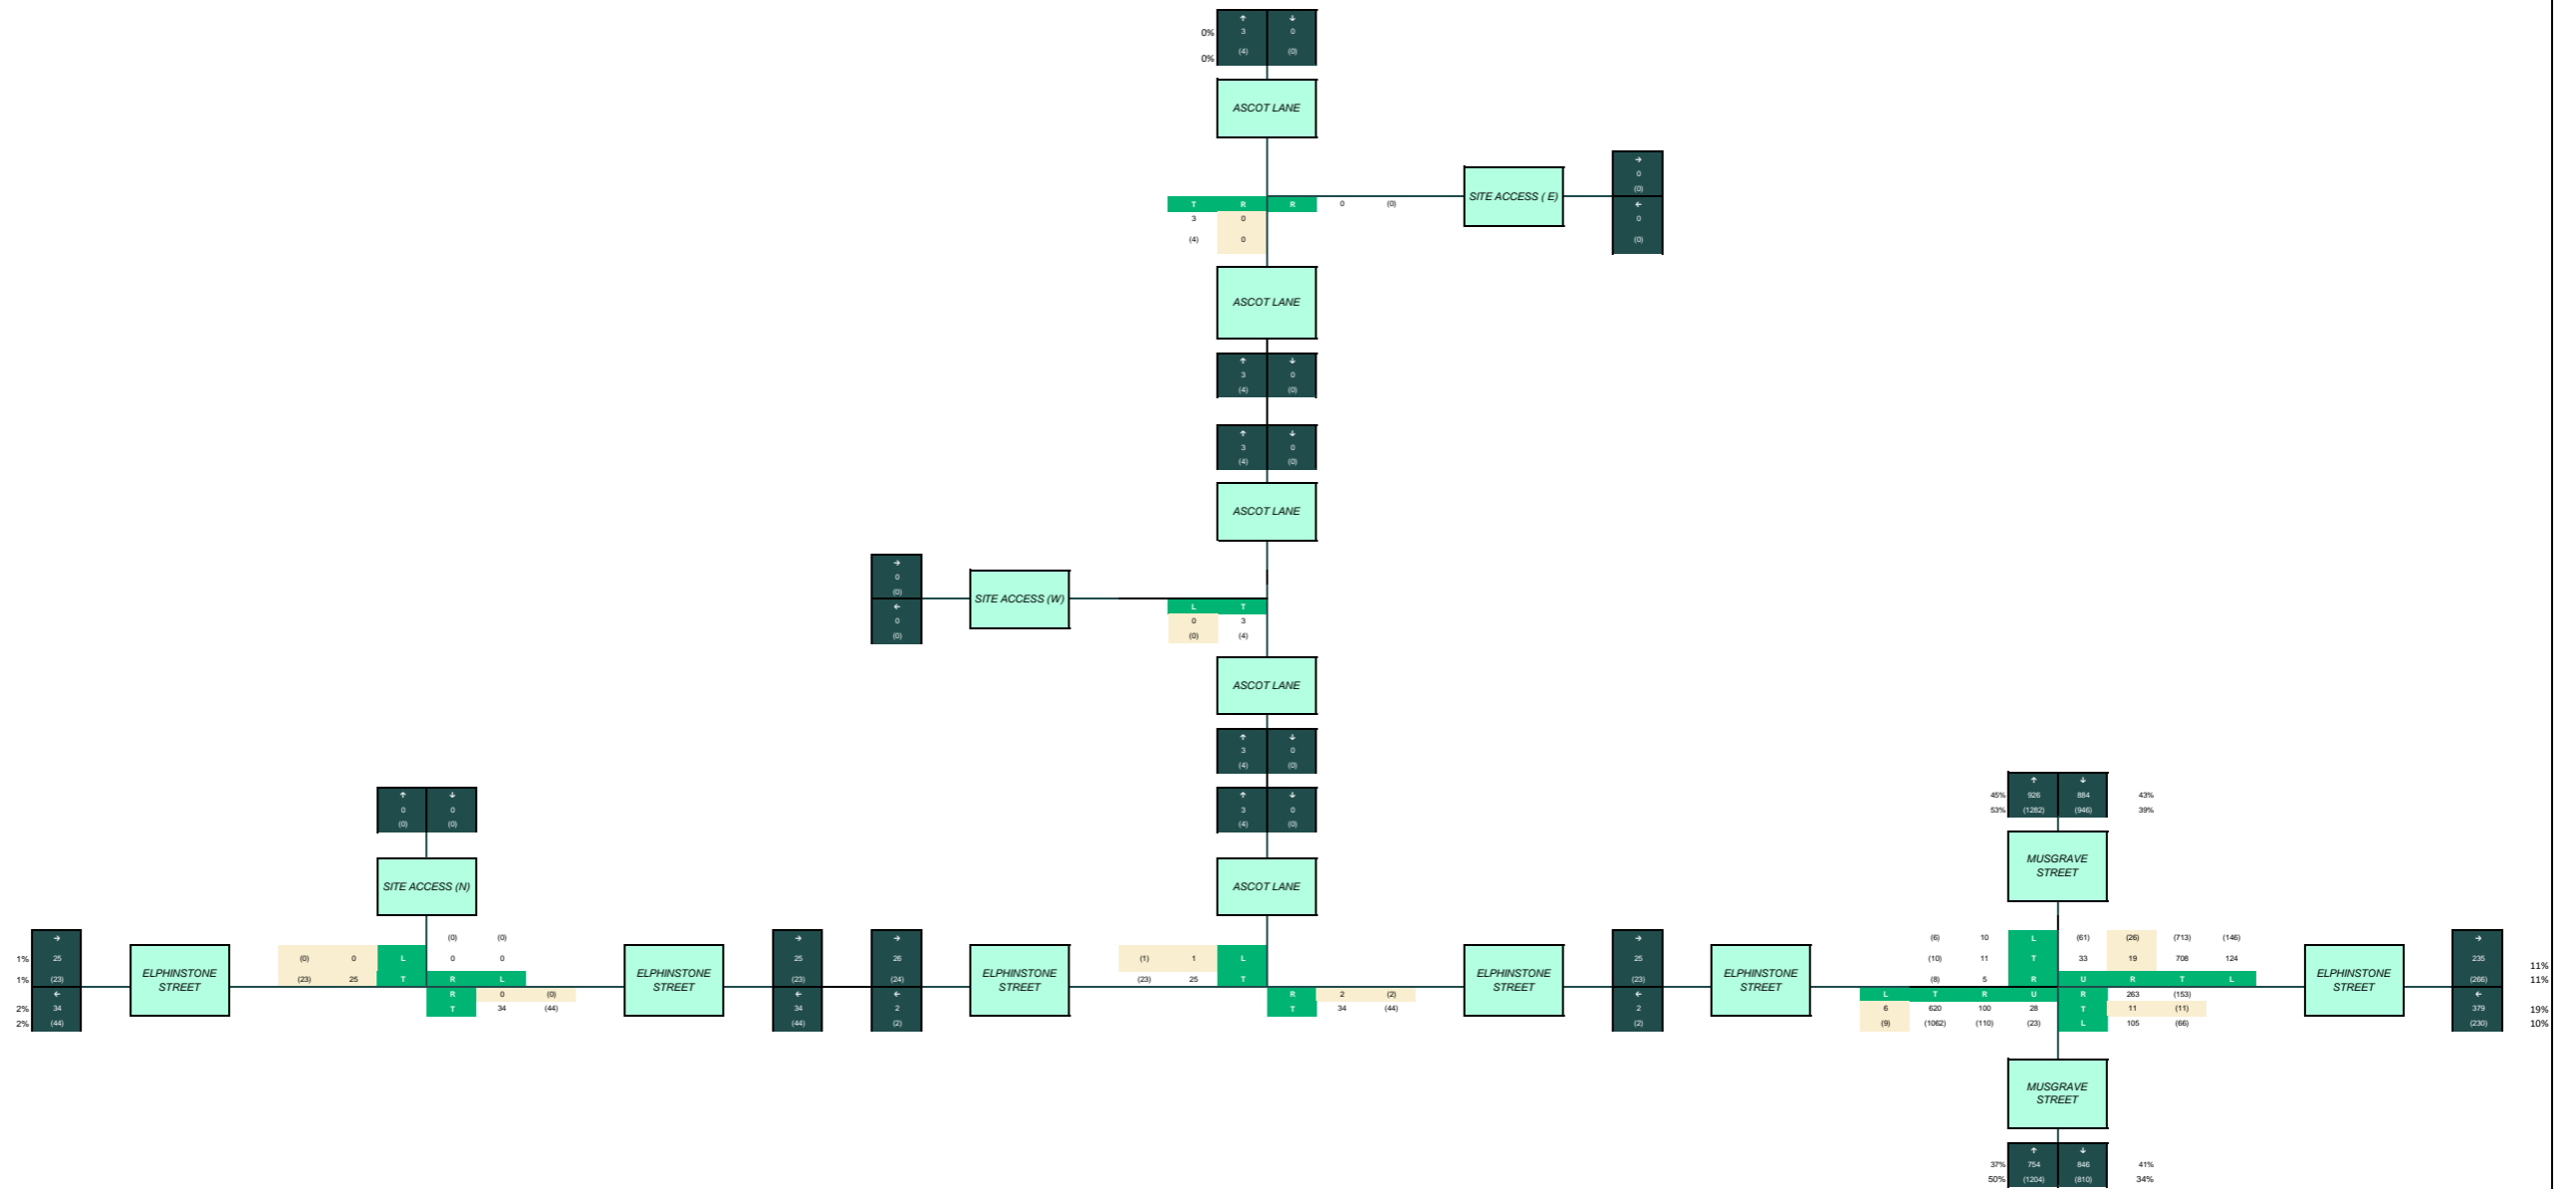 ↑ ↓
0% 3 0
(4) (0)
0%
ASCOT LANE
→
0
(0)
SITE ACCESS ( E)
←
0
(0)
T R R 0 (0)
3 0
(4) 0
ASCOT LANE
↑ ↓
3 0
(4) (0)
↑ ↓
3 0
(4) (0)
ASCOT LANE
→
0
(0)
SITE ACCESS (W)
←
0
(0)
L T
0 3
(0) (4)
ASCOT LANE
↑ ↓
3 0
(4) (0)
↑ ↓
3 0
(4) (0)
ASCOT LANE
↑ ↓
0 0
(0) (0)
SITE ACCESS (N)
↑ ↓
45% 926 884 43%
53% (1282) (946) 39%
MUSGRAVE
STREET
→
1% 25
1% (23)
←
2% 34
2% (44)
ELPHINSTONE
STREET
(0) (0)
(0) 0 L 0 0
(23) 25 T R L
R 0 (0)
T 34 (44)
ELPHINSTONE
STREET
→
25
(23)
←
34
(44)
→
26
(24)
←
2
(2)
ELPHINSTONE
STREET
(1) 1 L
(23) 25 T
R 2 (2)
T 34 (44)
ELPHINSTONE
STREET
→
25
(23)
←
2
(2)
ELPHINSTONE
STREET
(6) 10 L (61) (26) (713) (146)
(10) 11 T 33 19 708 124
(8) 5 R U R T L
L T R U R 263 (153)
6 620 100 28 T 11 (11)
(9) (1062) (110) (23) L 105 (66)
ELPHINSTONE
STREET
→
235 11%
(266) 11%
←
379 19%
(230) 10%
MUSGRAVE
STREET
↑ ↓
37% 754 846 41%
50% (1204) (810) 34%